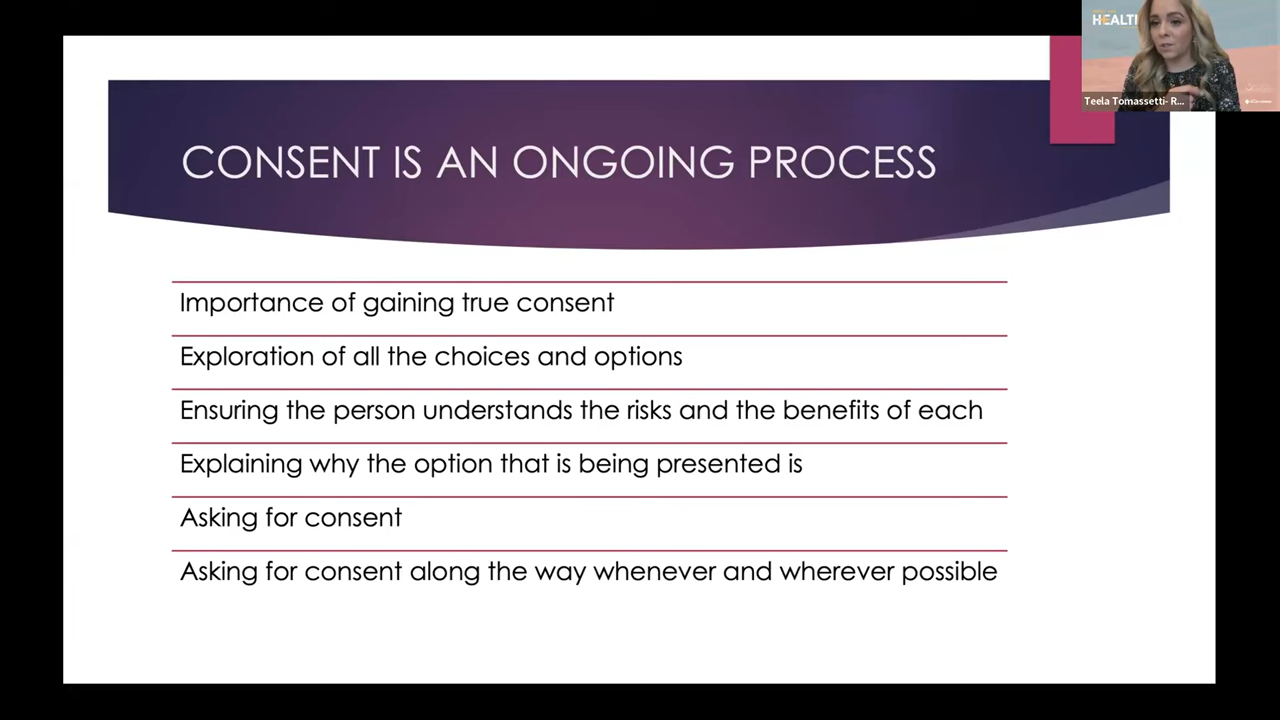 HEALTH
Teela Tomassetti- R...
CONSENT IS AN ONGOING PROCESS
Importance of gaining true consent
Exploration of all the choices and options
Ensuring the person understands the risks and the benefits of each
Explaining why the option that is being presented is
Asking for consent
Asking for consent along the way whenever and wherever possible